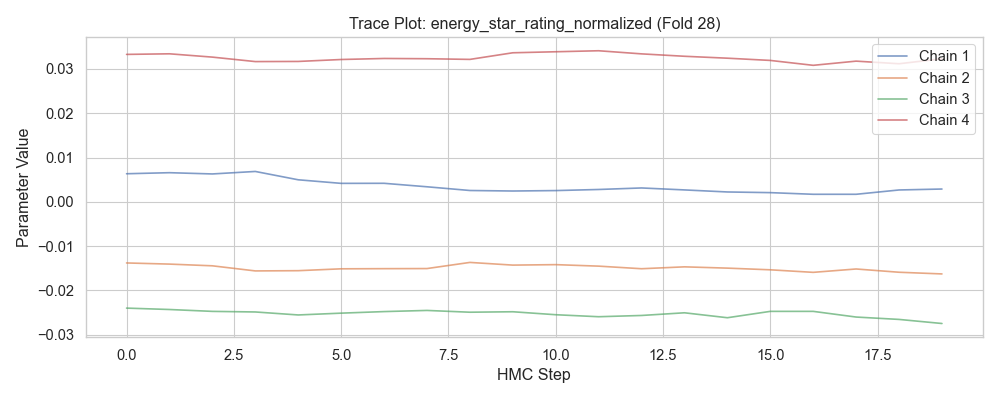 Trace Plot: energy_star_rating_normalized (Fold 28)
Parameter Value
0.03
0.02
0.01
0.00
−0.01
−0.02
−0.03
Chain 1
Chain 2
Chain 3
Chain 4
0.0 2.5 5.0 7.5 10.0 12.5 15.0 17.5
HMC Step